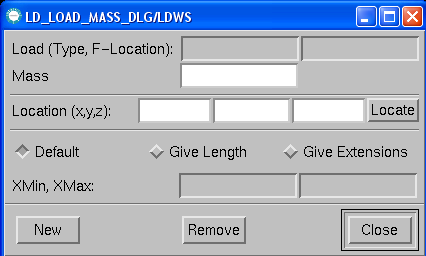 LD_LOAD_MASS_DLG/LDWS
Load (Type, F-Location):
Mass
Location (x,y,z): Locate
Default Give Length Give Extensions
XMin, XMax:
New Remove Close